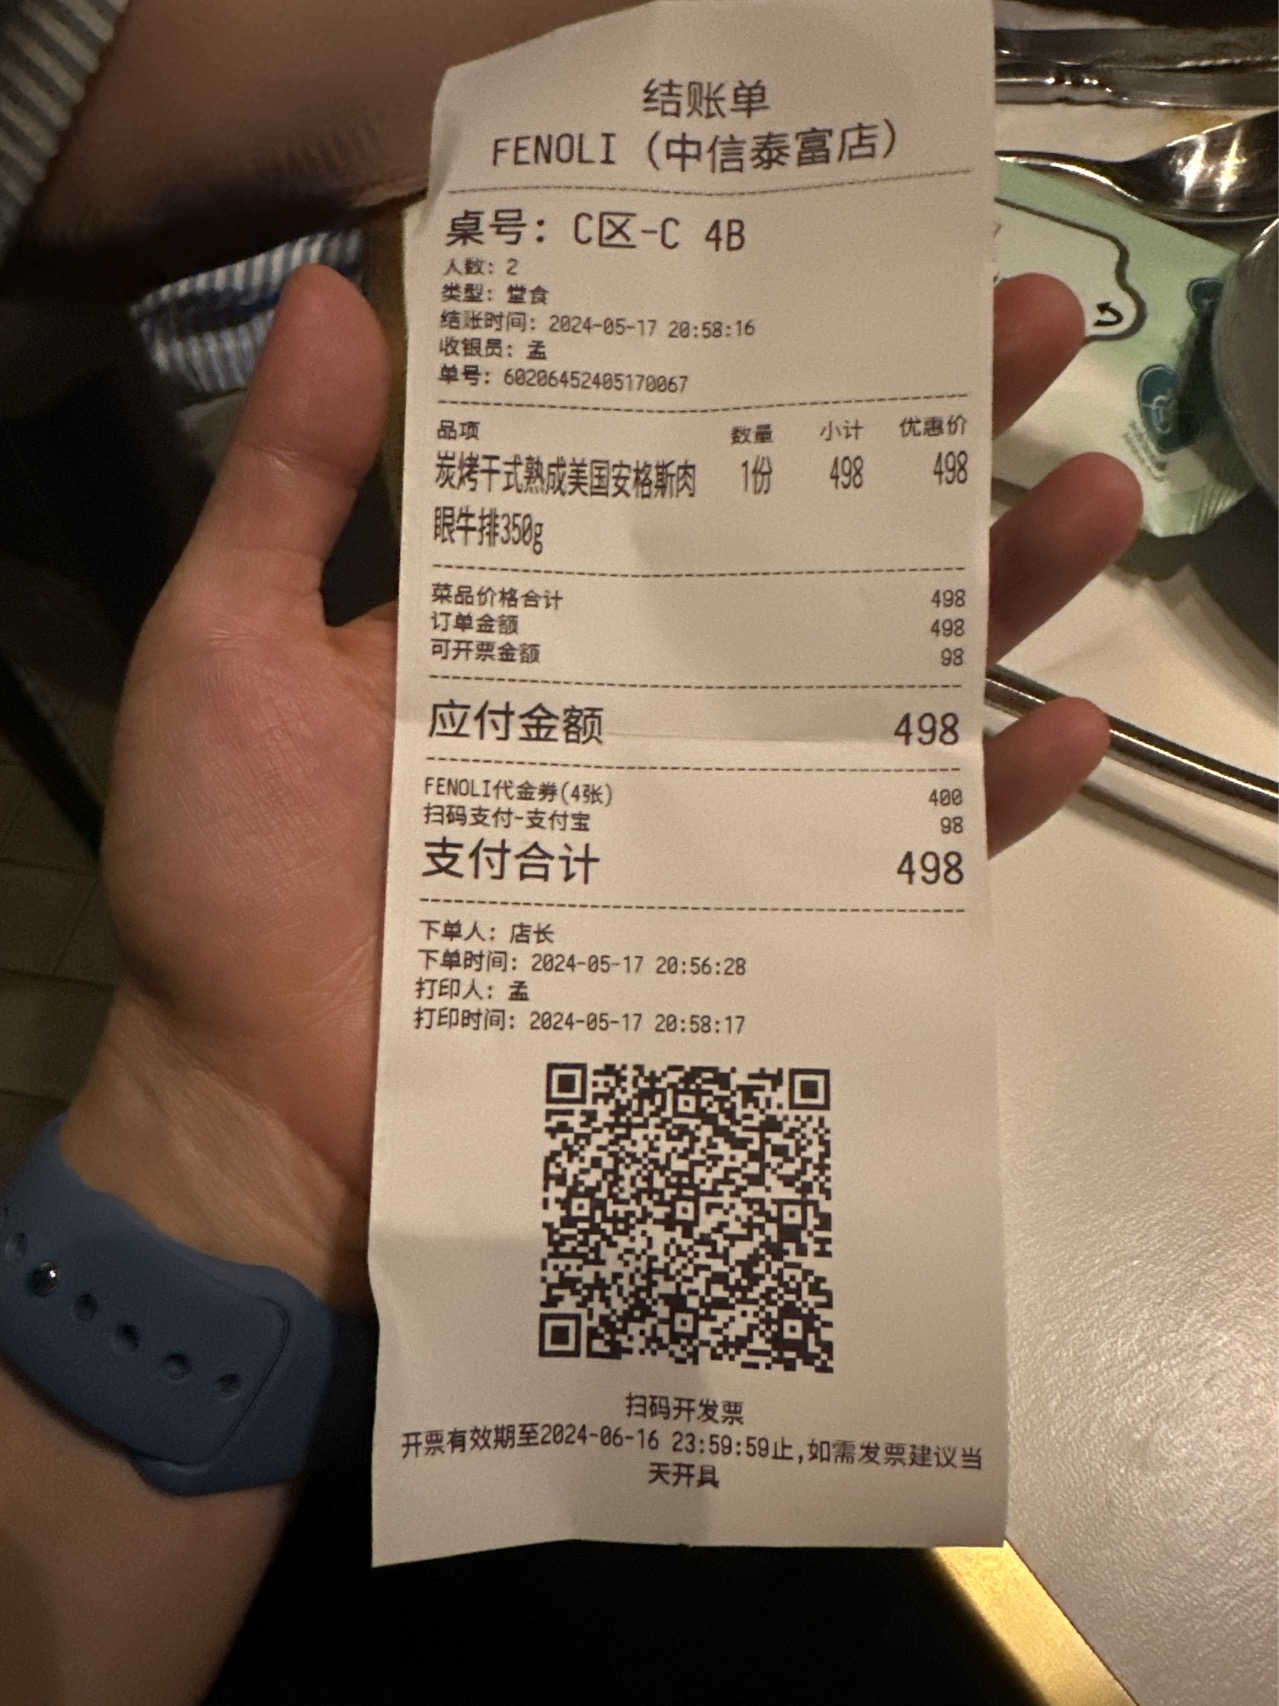 结账单
FENOLI (中信泰富店)
桌号: C区-C 4B
人数: 2
类型: 堂食
结账时间: 2024-05-17 20:58:16
收银员: 孟
单号: 60206452405170067
品项 数量 小计 优惠价
炭烤干式熟成美国安格斯肉 1份 498 498
眼牛排350g
菜品价格合计 498
订单金额 498
可开票金额 98
应付金额 498
FENOLI代金券(4张) 400
扫码支付-支付宝 98
支付合计 498
下单人: 店长
下单时间: 2024-05-17 20:56:28
打印人: 孟
打印时间: 2024-05-17 20:58:17
扫码开发票
开票有效期至2024-06-16 23:59:59止,如需发票建议当
天开具